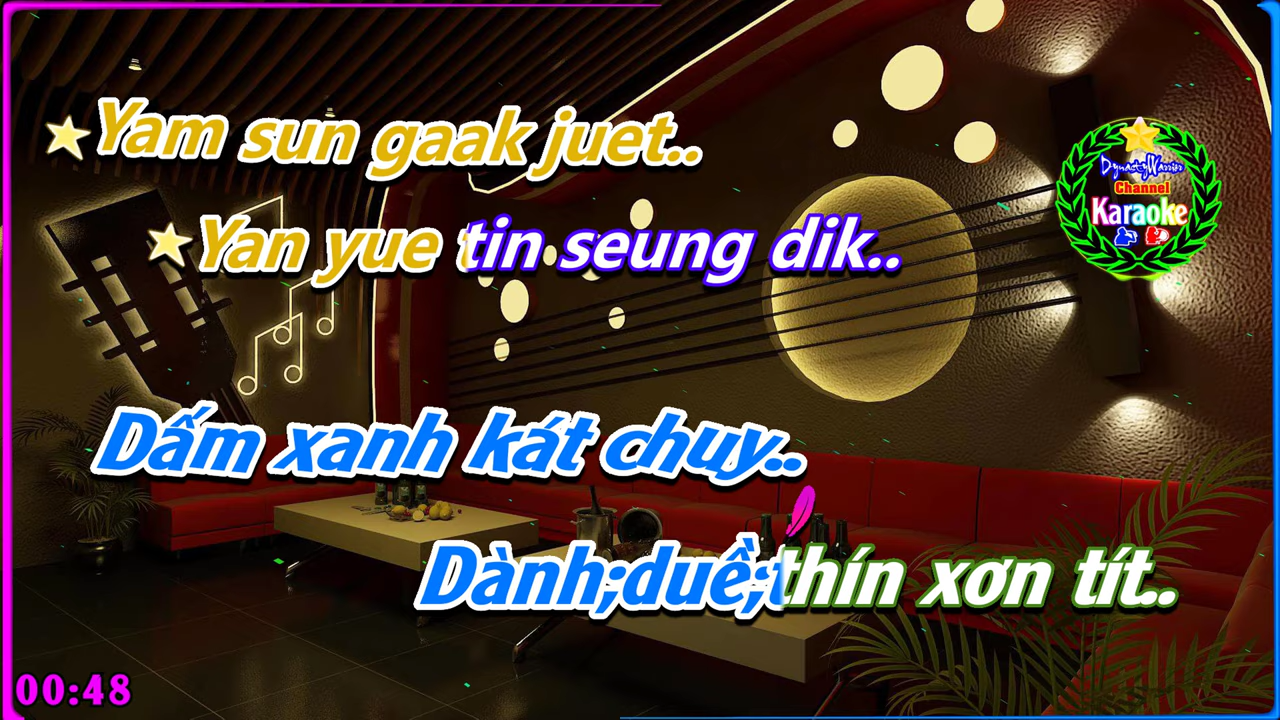 Yam sun gaak juet..
Yan yue tin seung dik..
DynastyWarrior
Channel
Karaoke
Dấm xanh kát chuy..
Dành;duề;thín xơn tít..
00:48